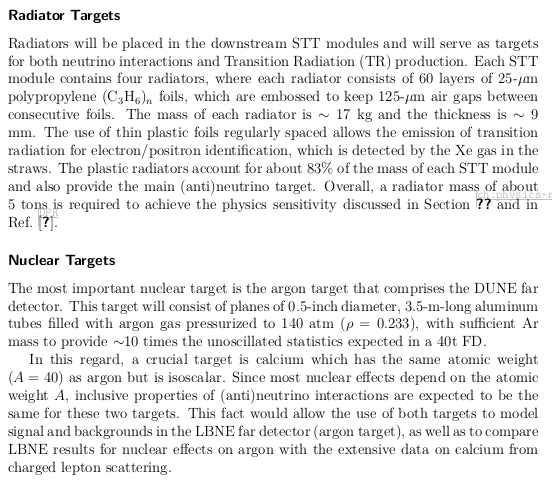 Radiator Targets
Radiators will be placed in the downstream STT modules and will serve as targets
for both neutrino interactions and Transition Radiation (TR) production. Each STT
module contains four radiators, where each radiator consists of 60 layers of 25-μm
polypropylene (C₃H₆)ₙ foils, which are embossed to keep 125-μm air gaps between
consecutive foils. The mass of each radiator is ∼ 17 kg and the thickness is ∼ 9
mm. The use of thin plastic foils regularly spaced allows the emission of transition
radiation for electron/positron identification, which is detected by the Xe gas in the
straws. The plastic radiators account for about 83% of the mass of each STT module
and also provide the main (anti)neutrino target. Overall, a radiator mass of about
5 tons is required to achieve the physics sensitivity discussed in Section ?? and in
Ref. [?].
Nuclear Targets
The most important nuclear target is the argon target that comprises the DUNE far
detector. This target will consist of planes of 0.5-inch diameter, 3.5-m-long aluminum
tubes filled with argon gas pressurized to 140 atm (ρ = 0.233), with sufficient Ar
mass to provide ∼10 times the unoscillated statistics expected in a 40t FD.
In this regard, a crucial target is calcium which has the same atomic weight
(A = 40) as argon but is isoscalar. Since most nuclear effects depend on the atomic
weight A, inclusive properties of (anti)neutrino interactions are expected to be the
same for these two targets. This fact would allow the use of both targets to model
signal and backgrounds in the LBNE far detector (argon target), as well as to compare
LBNE results for nuclear effects on argon with the extensive data on calcium from
charged lepton scattering.